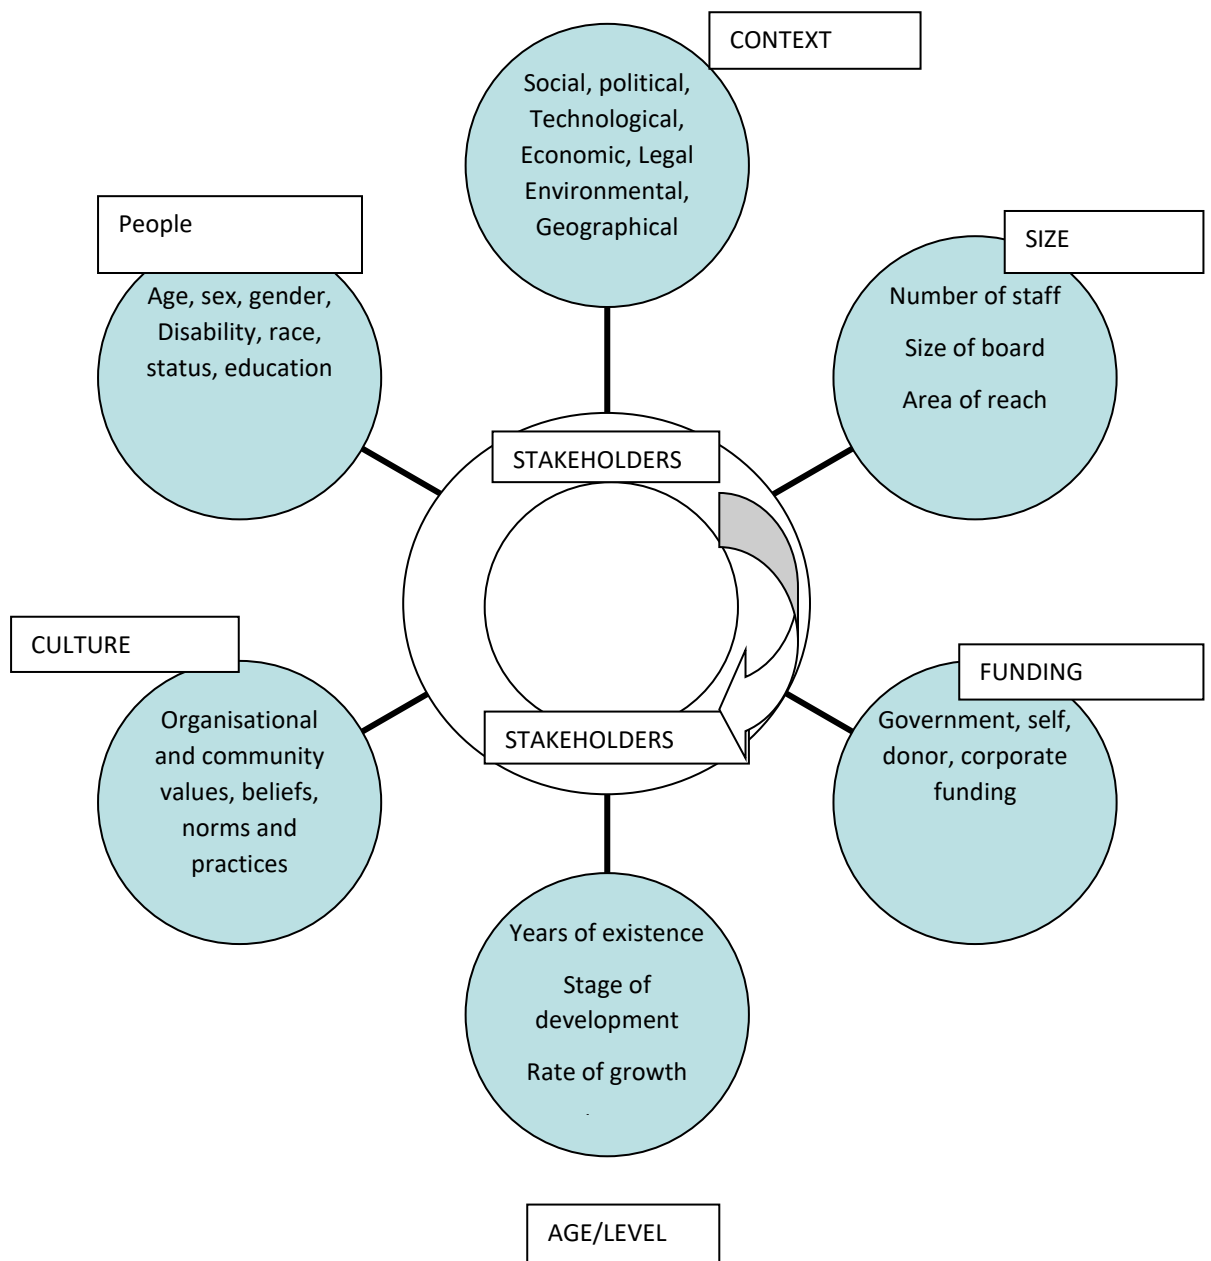 CONTEXT
Social, political,
Technological,
Economic, Legal
Environmental,
Geographical
People
Age, sex, gender,
Disability, race,
status, education
SIZE
Number of staff
Size of board
Area of reach
STAKEHOLDERS
STAKEHOLDERS
CULTURE
Organisational
and community
values, beliefs,
norms and
practices
FUNDING
Government, self,
donor, corporate
funding
Years of existence
Stage of
development
Rate of growth
.
AGE/LEVEL